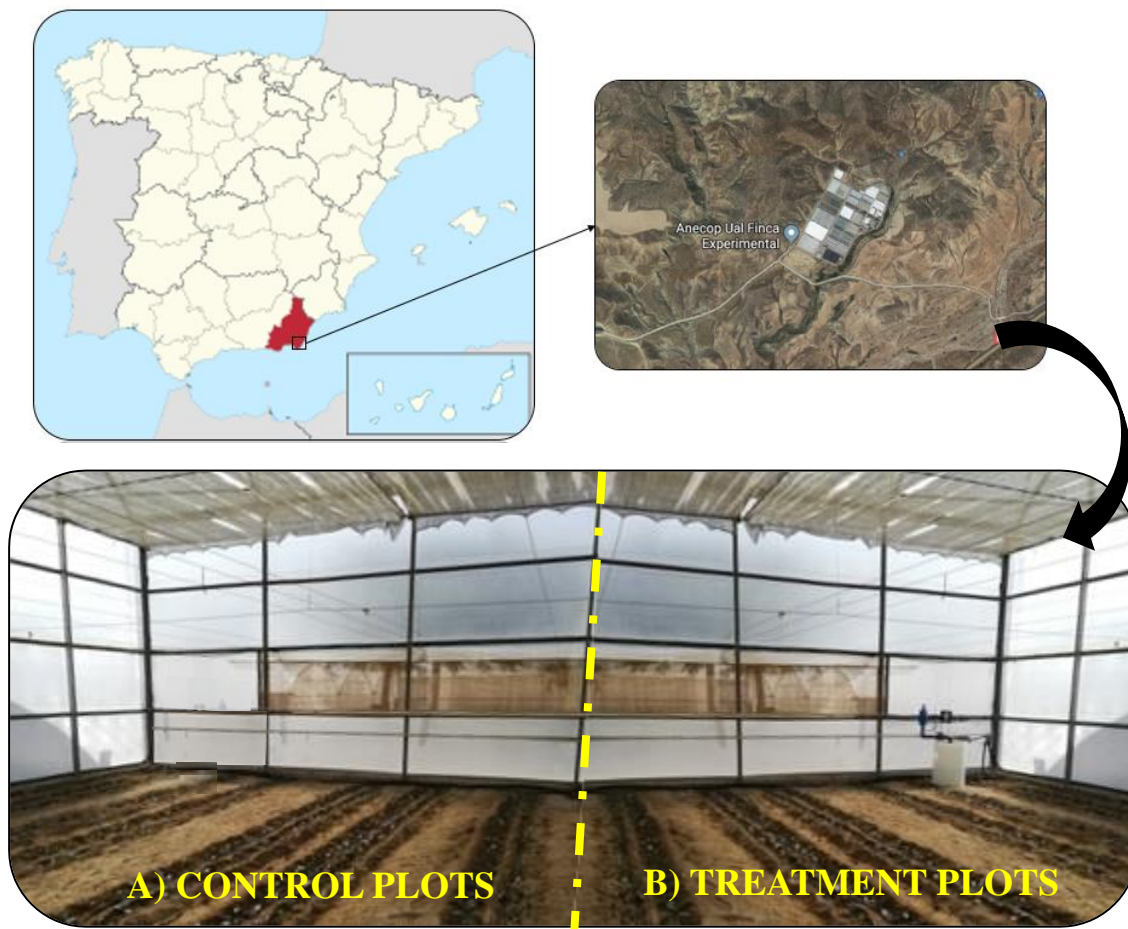 Anecop Ual Finca
Experimental
A) CONTROL PLOTS
B) TREATMENT PLOTS